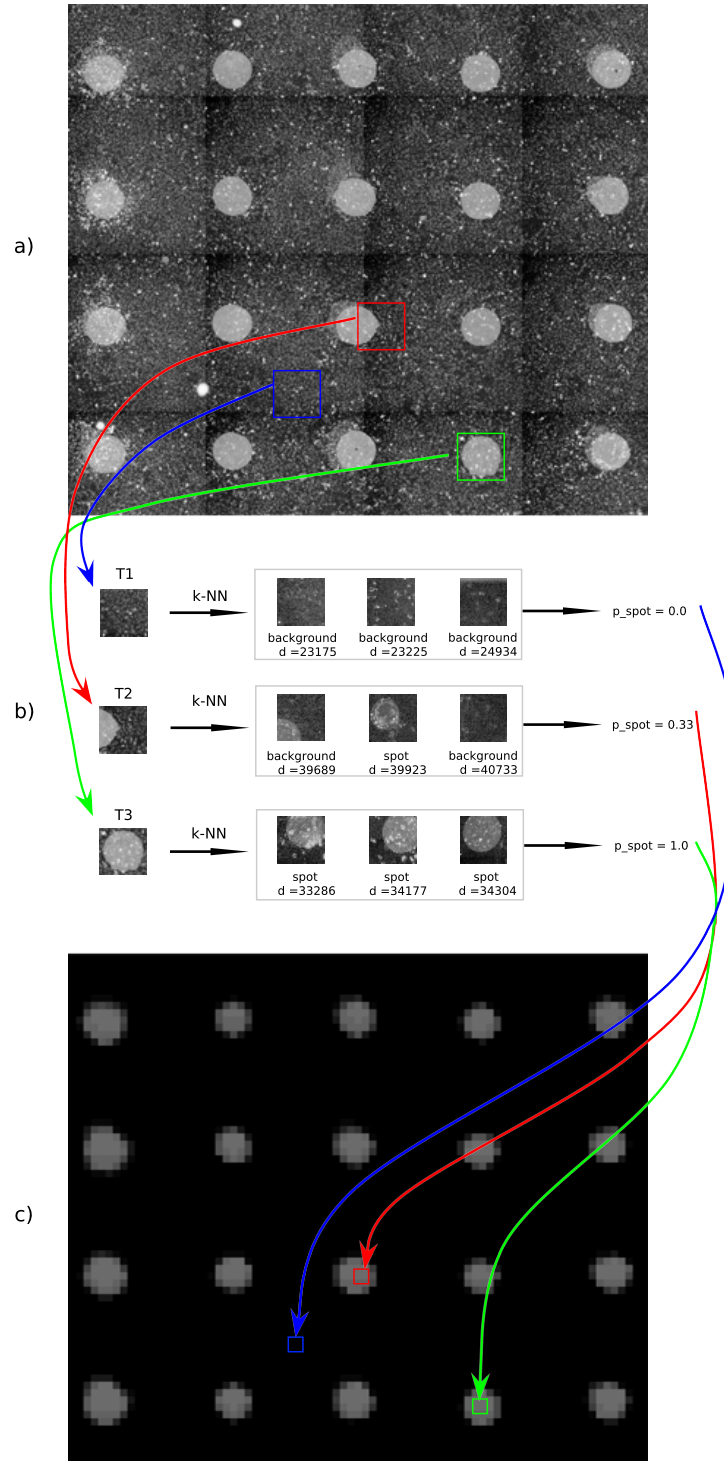 a)
T1
k-NN
background background background
d =23175 d =23225 d =24934
p_spot = 0.0
b)
T2
k-NN
background spot background
d =39689 d =39923 d =40733
p_spot = 0.33
T3
k-NN
spot spot spot
d =33286 d =34177 d =34304
p_spot = 1.0
c)